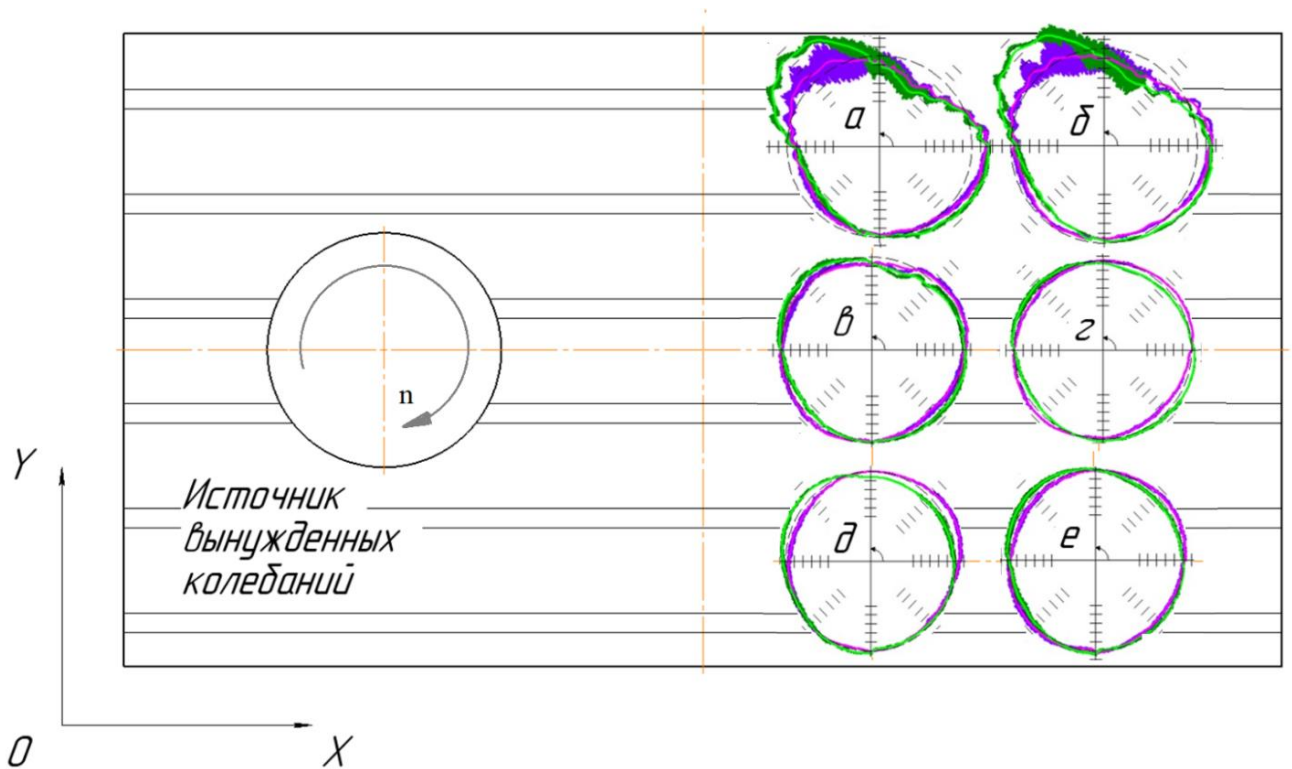 а
б
n
в
г
Y
Источник
вынужденных
колебаний
д
е
O
X